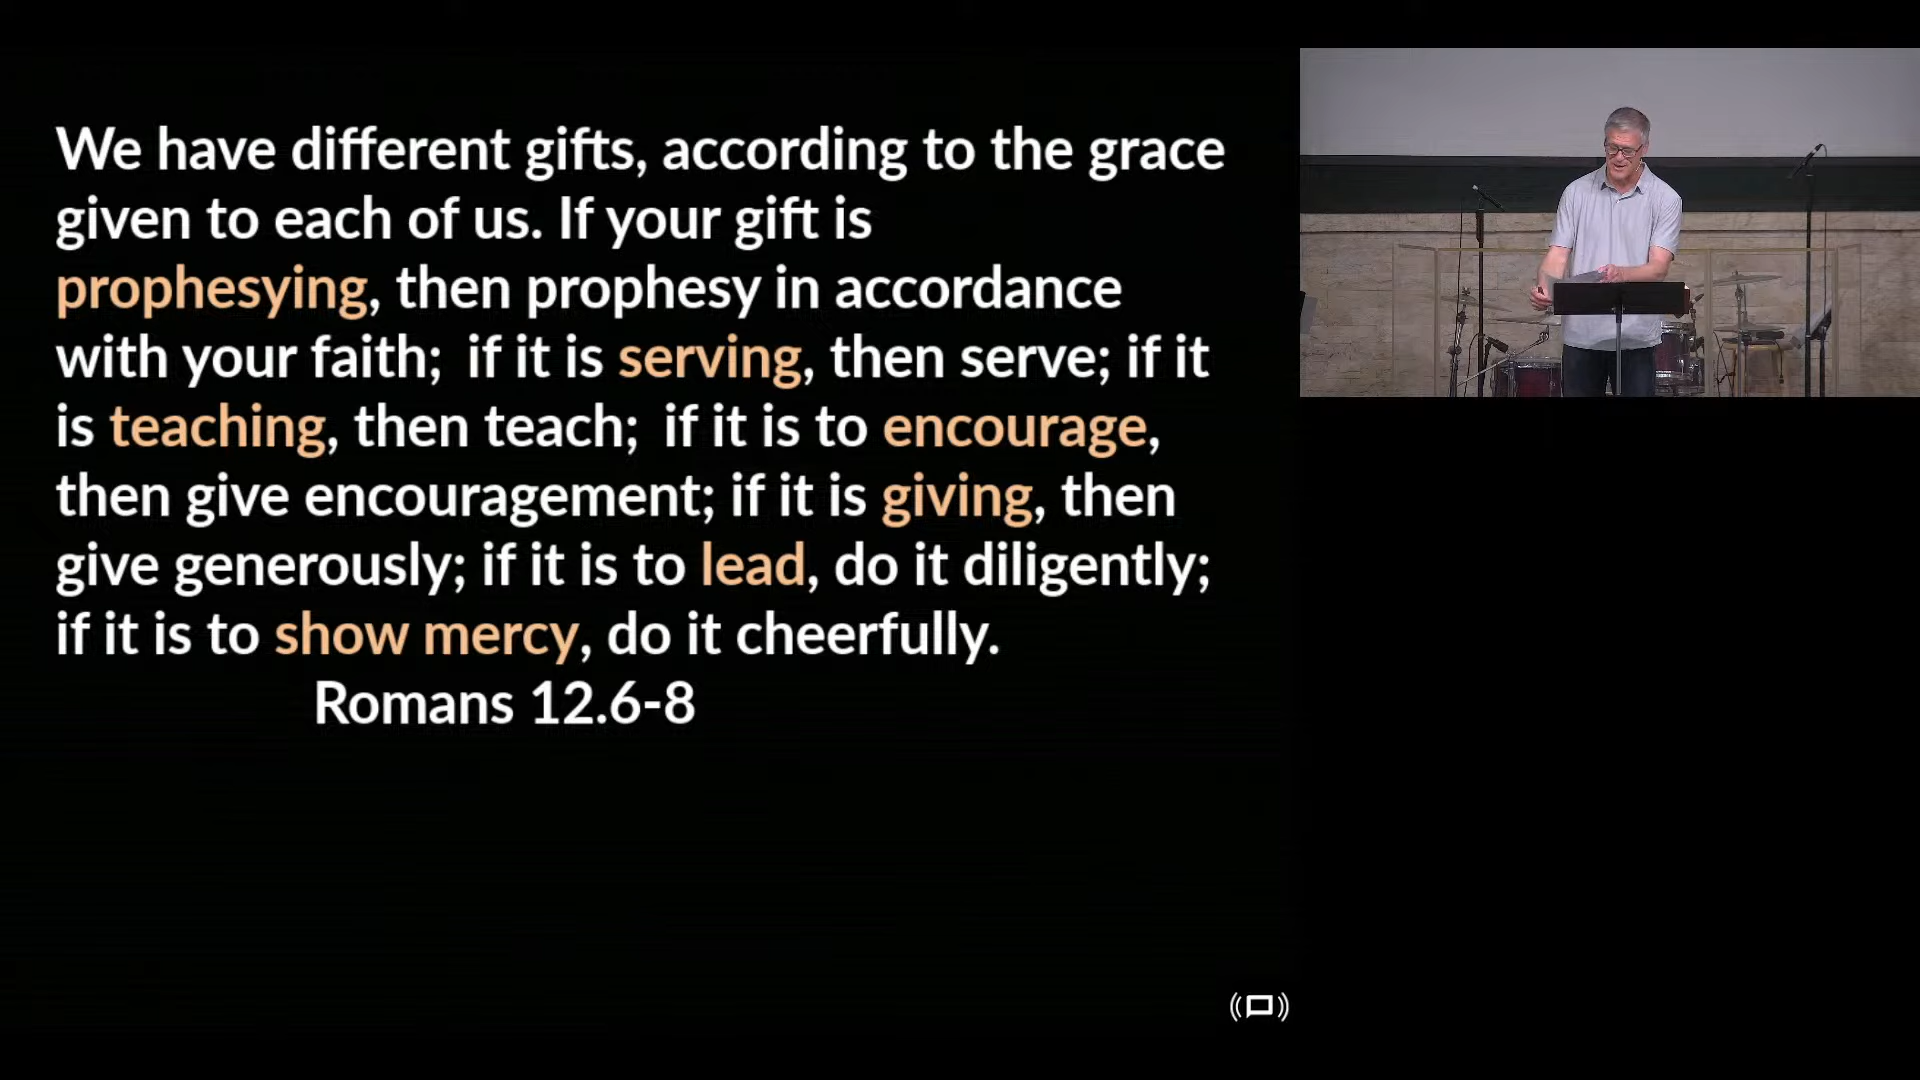 We have different gifts, according to the grace
given to each of us. If your gift is
prophesying, then prophesy in accordance
with your faith; if it is serving, then serve; if it
is teaching, then teach; if it is to encourage,
then give encouragement; if it is giving, then
give generously; if it is to lead, do it diligently;
if it is to show mercy, do it cheerfully.
Romans 12.6-8